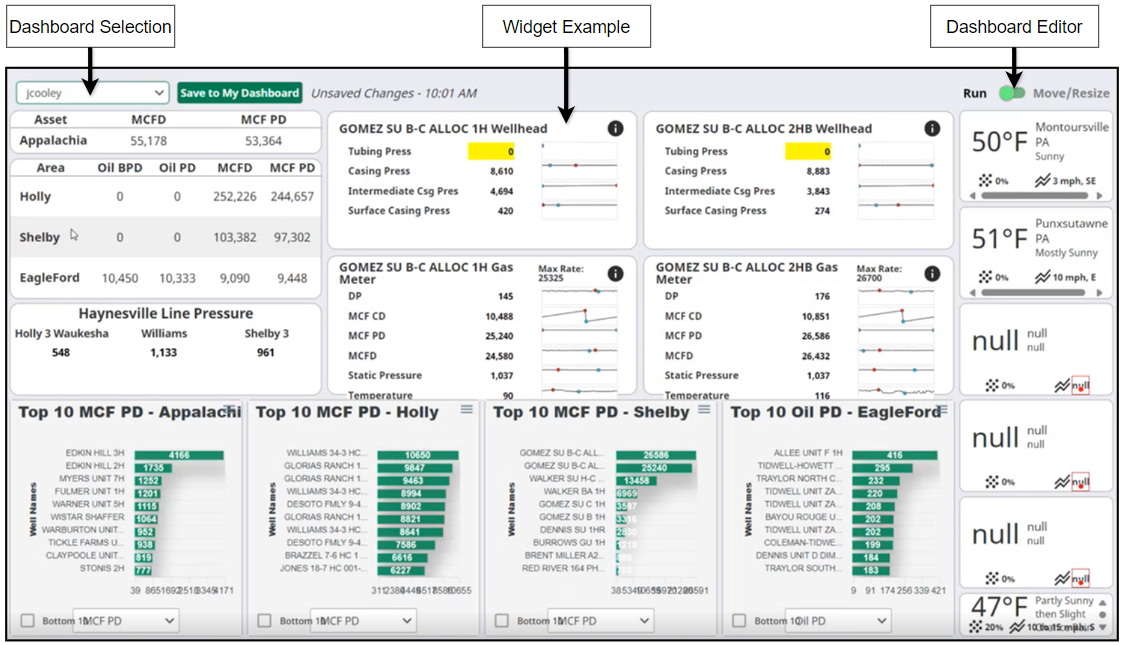 Dashboard Selection
Widget Example
Dashboard Editor
jcooley
Save to My Dashboard
Unsaved Changes - 10:01 AM
Run
Move/Resize
Asset MCFD MCF PD
Appalachia 55,178 53,364
Area Oil BPD Oil PD MCFD MCF PD
Holly 0 0 252,226 244,657
Shelby 0 0 103,382 97,302
EagleFord 10,450 10,333 9,090 9,448
Haynesville Line Pressure
Holly 3 Waukesha Williams Shelby 3
548 1,133 961
GOMEZ SU B-C ALLOC 1H Wellhead
Tubing Press 0
Casing Press 8,610
Intermediate Csg Pres 4,694
Surface Casing Press 420
GOMEZ SU B-C ALLOC 2HB Wellhead
Tubing Press 0
Casing Press 8,883
Intermediate Csg Pres 3,843
Surface Casing Press 274
GOMEZ SU B-C ALLOC 1H Gas
Meter
Max Rate:
25325
DP 145
MCF CD 10,488
MCF PD 25,240
MCFD 24,580
Static Pressure 1,037
Temperature 90
GOMEZ SU B-C ALLOC 2HB Gas
Meter
Max Rate:
26700
DP 176
MCF CD 10,851
MCF PD 26,586
MCFD 26,432
Static Pressure 1,037
Temperature 116
50°F
Montoursville
PA
Sunny
0% 3 mph, SE
51°F
Punxsutawne
PA
Mostly Sunny
0% 10 mph, E
null
null
null
0% null
null
null
null
0% null
null
null
null
0% null
47°F
Partly Sunny
then Slight
20% 10 to 15 mph, S
Top 10 MCF PD - Appalachi
Well Names
EDKIN HILL 3H 4166
EDKIN HILL 2H 1735
MYERS UNIT 7H 1252
FULMER UNIT 1H 1201
WARNER UNIT 5H 1115
WISTAR SHAFFER 1064
WARBURTON UNIT... 952
TICKLE FARMS U... 938
CLAYPOOLE UNIT... 819
STONIS 2H 777
39 865 1692 2518 3345 4171
Bottom 10
MCF PD
Top 10 MCF PD - Holly
Well Names
WILLIAMS 34-3 HC... 10650
GLORIAS RANCH 1... 9847
GLORIAS RANCH 1... 9463
WILLIAMS 34-3 HC... 8994
DESOTO FMLY 9-4... 8902
GLORIAS RANCH 1... 8821
WILLIAMS 34-3 HC... 8641
DESOTO FMLY 9-4... 7586
BRAZZEL 7-6 HC 1... 6616
JONES 18-7 HC 001-... 6227
Bottom 10
MCF PD
Top 10 MCF PD - Shelby
Well Names
GOMEZ SU B-C ALL... 26586
GOMEZ SU B-C AL... 25240
WALKER SU H-C ... 13458
WALKER BA 1H 6969
GOMEZ SU C 1H
GOMEZ SU B 1H
DENNIS SU 1HR
BURROWS GU 1H
BRENT MILLER A2...
RED RIVER 164 PH...
Bottom 10
MCF PD
Top 10 Oil PD - EagleFord
Well Names
ALLEE UNIT F 1H 416
TIDWELL-HOWETT ... 295
TRAYLOR NORTH C... 232
TIDWELL UNIT ZA... 220
TIDWELL UNIT ZA... 208
BAYOU ROUGE U... 202
TIDWELL UNIT ZA... 202
COLEMAN-TIDWE... 199
DENNIS UNIT D DIM... 184
TRAYLOR SOUTH... 183
9 91 174 256 339 421
Bottom 10
Oil PD